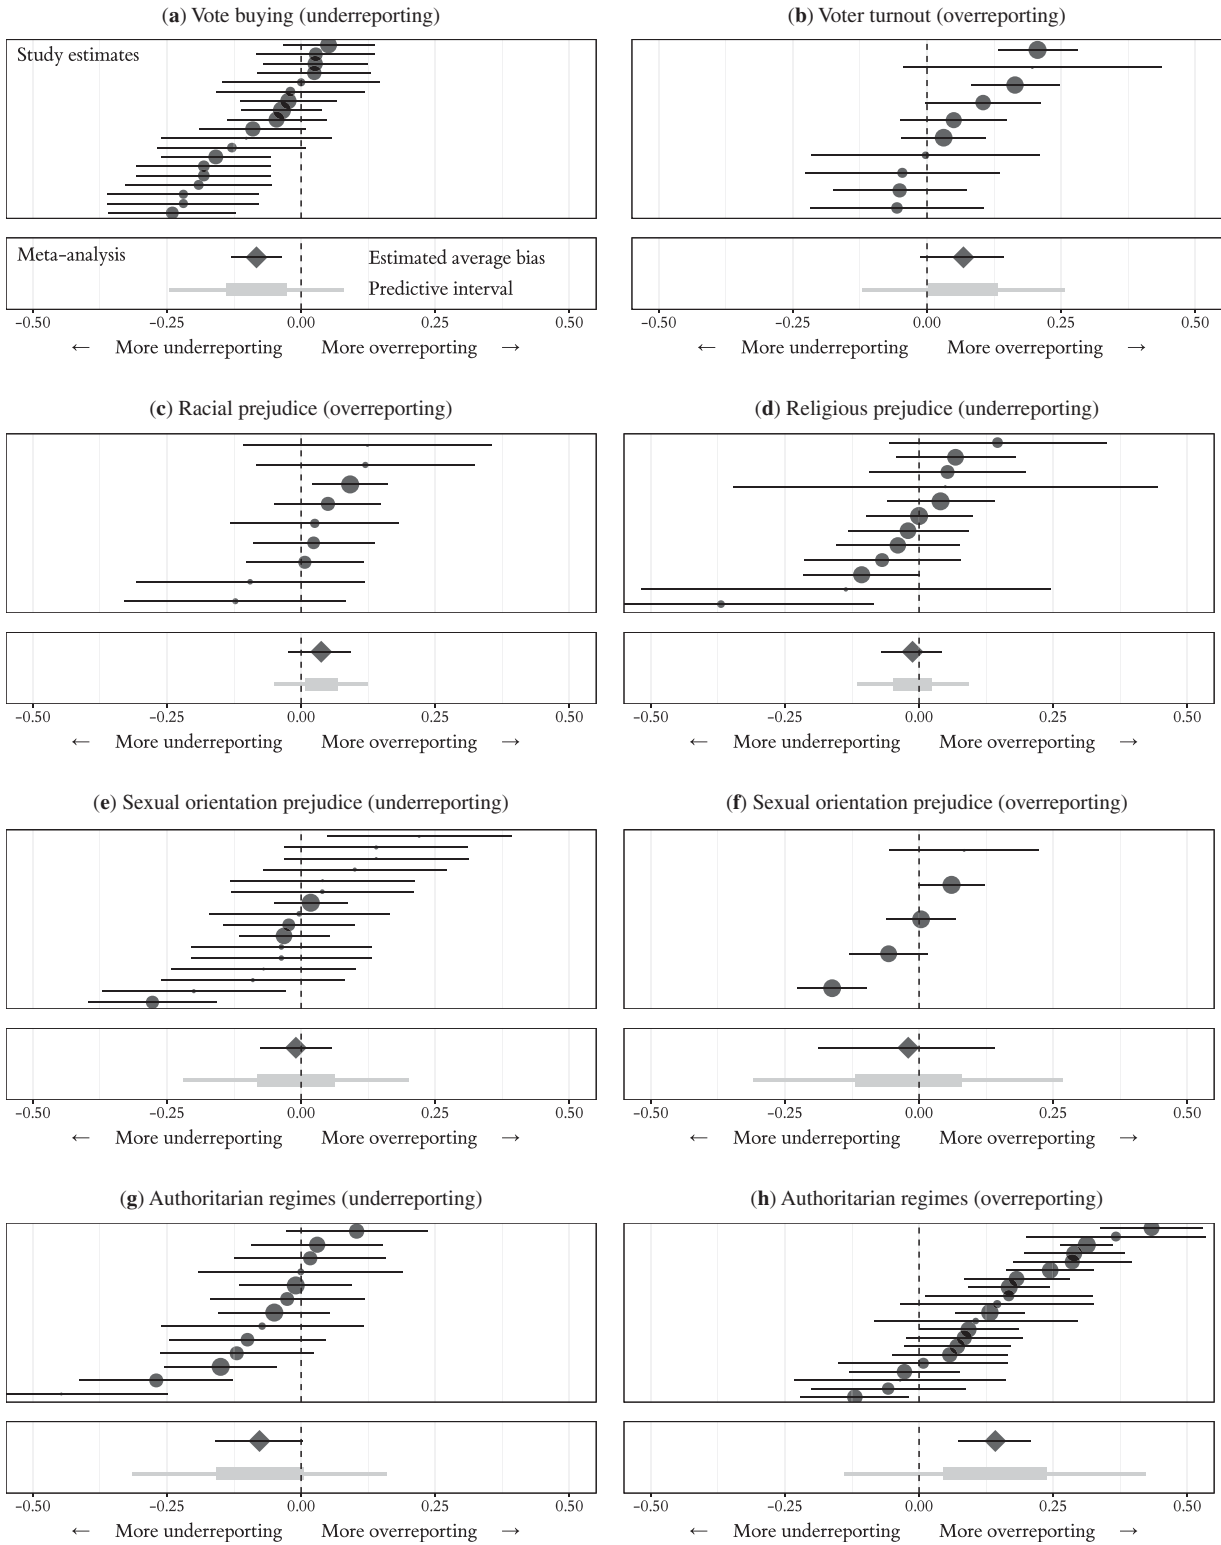 (a) Vote buying (underreporting)
Study estimates
Meta-analysis
Estimated average bias
Predictive interval
-0.50 -0.25 0.00 0.25 0.50
← More underreporting More overreporting →
(b) Voter turnout (overreporting)
-0.50 -0.25 0.00 0.25 0.50
← More underreporting More overreporting →
(c) Racial prejudice (overreporting)
-0.50 -0.25 0.00 0.25 0.50
← More underreporting More overreporting →
(d) Religious prejudice (underreporting)
-0.50 -0.25 0.00 0.25 0.50
← More underreporting More overreporting →
(e) Sexual orientation prejudice (underreporting)
-0.50 -0.25 0.00 0.25 0.50
← More underreporting More overreporting →
(f) Sexual orientation prejudice (overreporting)
-0.50 -0.25 0.00 0.25 0.50
← More underreporting More overreporting →
(g) Authoritarian regimes (underreporting)
-0.50 -0.25 0.00 0.25 0.50
← More underreporting More overreporting →
(h) Authoritarian regimes (overreporting)
-0.50 -0.25 0.00 0.25 0.50
← More underreporting More overreporting →